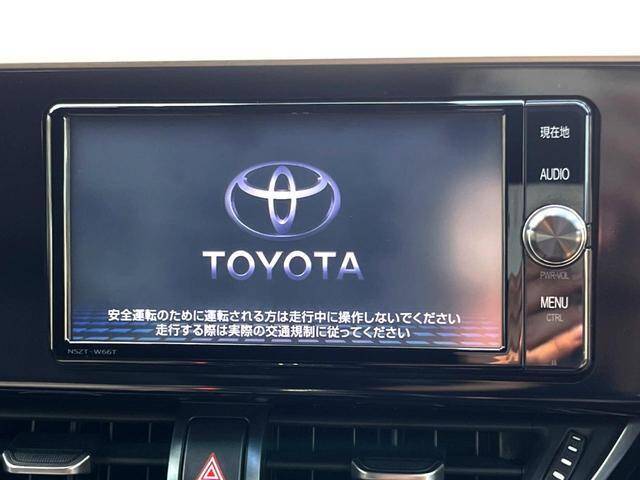 現在地
AUDIO
TOYOTA
PWR-VOL
MENU
CTRL
安全運転のために運転される方は走行中に操作しないでください
走行する際は実際の交通規制に従ってください
NSZT-W66T